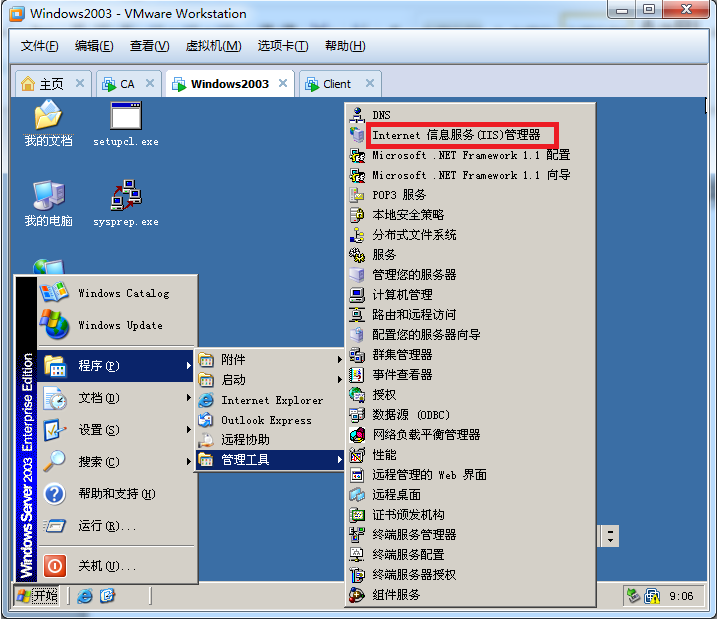 Windows2003 - VMware Workstation
文件(F) 编辑(E) 查看(V) 虚拟机(M) 选项卡(T) 帮助(H)
主页 CA Windows2003 Client
我的文档 setupcl.exe
我的电脑 sysprep.exe
Windows Catalog
Windows Update
程序(P)
文档(D)
设置(S)
搜索(C)
帮助和支持(H)
运行(R)...
关机(U)...
Windows Server 2003 Enterprise Edition
附件
启动
Internet Explorer
Outlook Express
远程协助
管理工具
DNS
Internet 信息服务(IIS)管理器
Microsoft .NET Framework 1.1 配置
Microsoft .NET Framework 1.1 向导
POP3 服务
本地安全策略
分布式文件系统
服务
管理您的服务器
计算机管理
路由和远程访问
配置您的服务器向导
群集管理器
事件查看器
授权
数据源 (ODBC)
网络负载平衡管理器
性能
远程管理的 Web 界面
远程桌面
证书颁发机构
终端服务管理器
终端服务配置
终端服务器授权
组件服务
开始 9:06